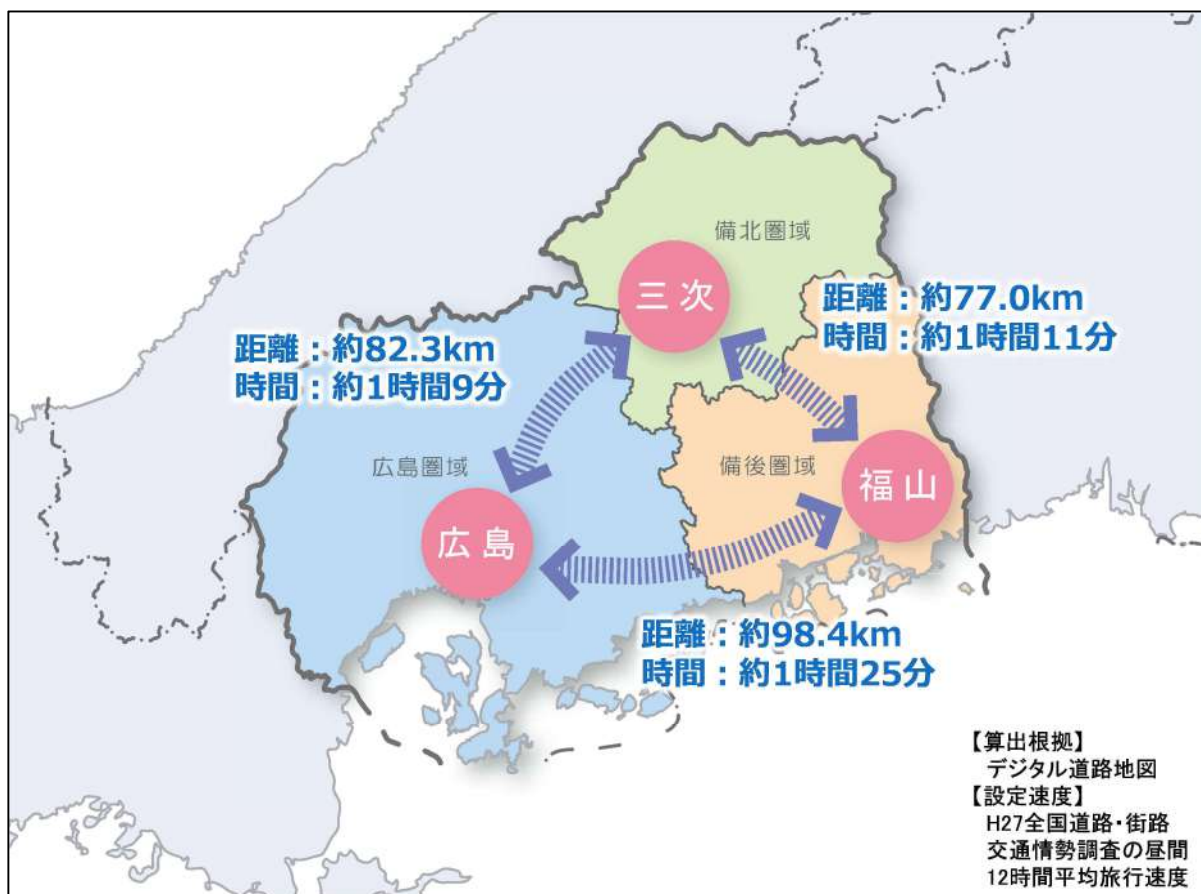 備北圏域
三次
距離：約77.0km
時間：約1時間11分
距離：約82.3km
時間：約1時間9分
広島圏域
備後圏域
福山
広島
距離：約98.4km
時間：約1時間25分
【算出根拠】
デジタル道路地図
【設定速度】
H27全国道路・街路
交通情勢調査の昼間
12時間平均旅行速度